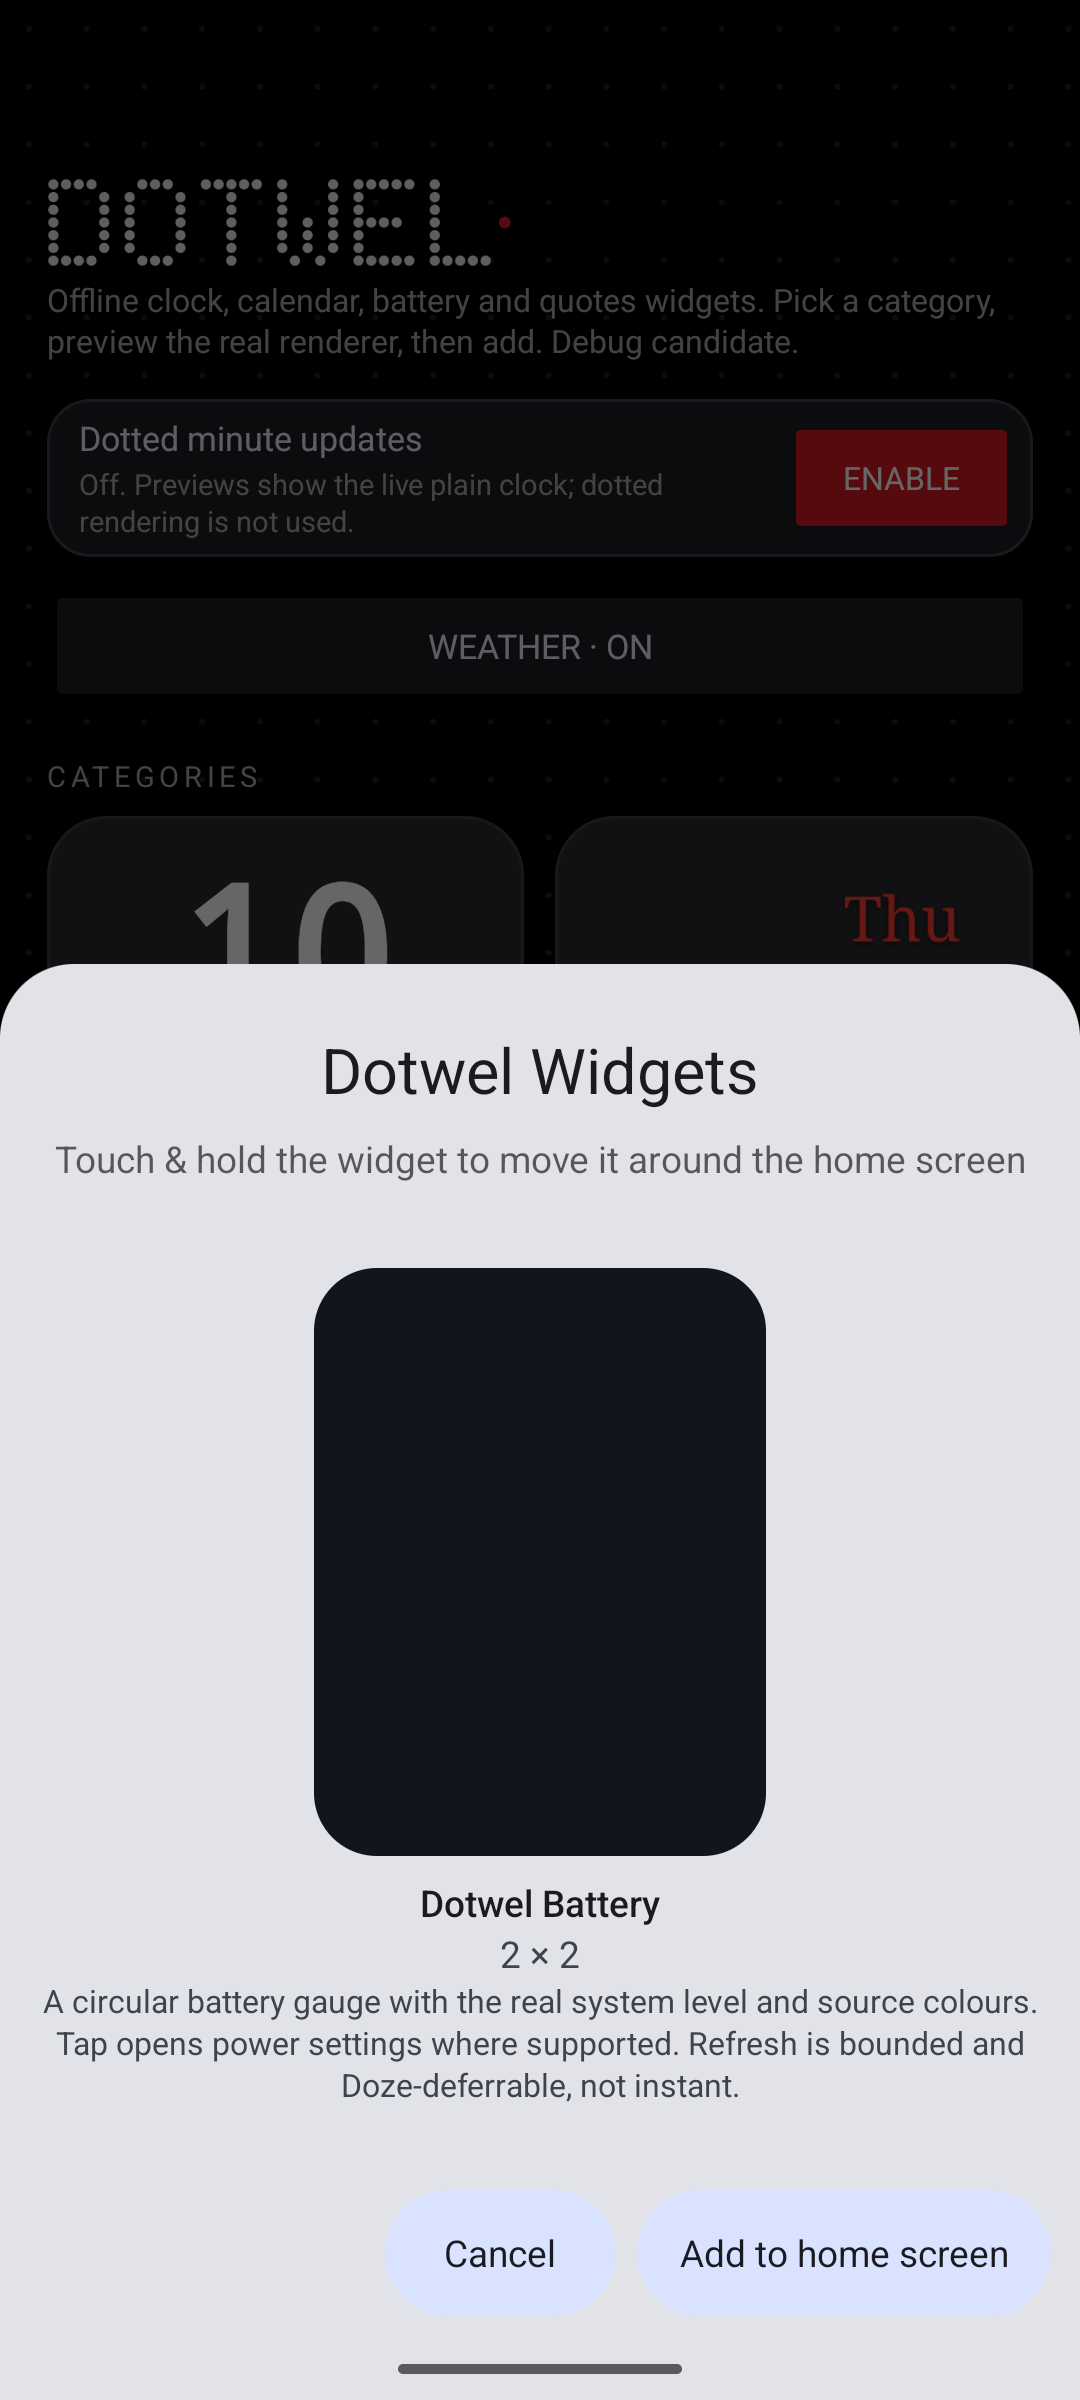 DOTWEL
Offline clock, calendar, battery and quotes widgets. Pick a category,
preview the real renderer, then add. Debug candidate.
Dotted minute updates
Off. Previews show the live plain clock; dotted
rendering is not used.
ENABLE
WEATHER · ON
CATEGORIES
10
Thu
Dotwel Widgets
Touch & hold the widget to move it around the home screen
Dotwel Battery
2 × 2
A circular battery gauge with the real system level and source colours.
Tap opens power settings where supported. Refresh is bounded and
Doze-deferrable, not instant.
Cancel
Add to home screen